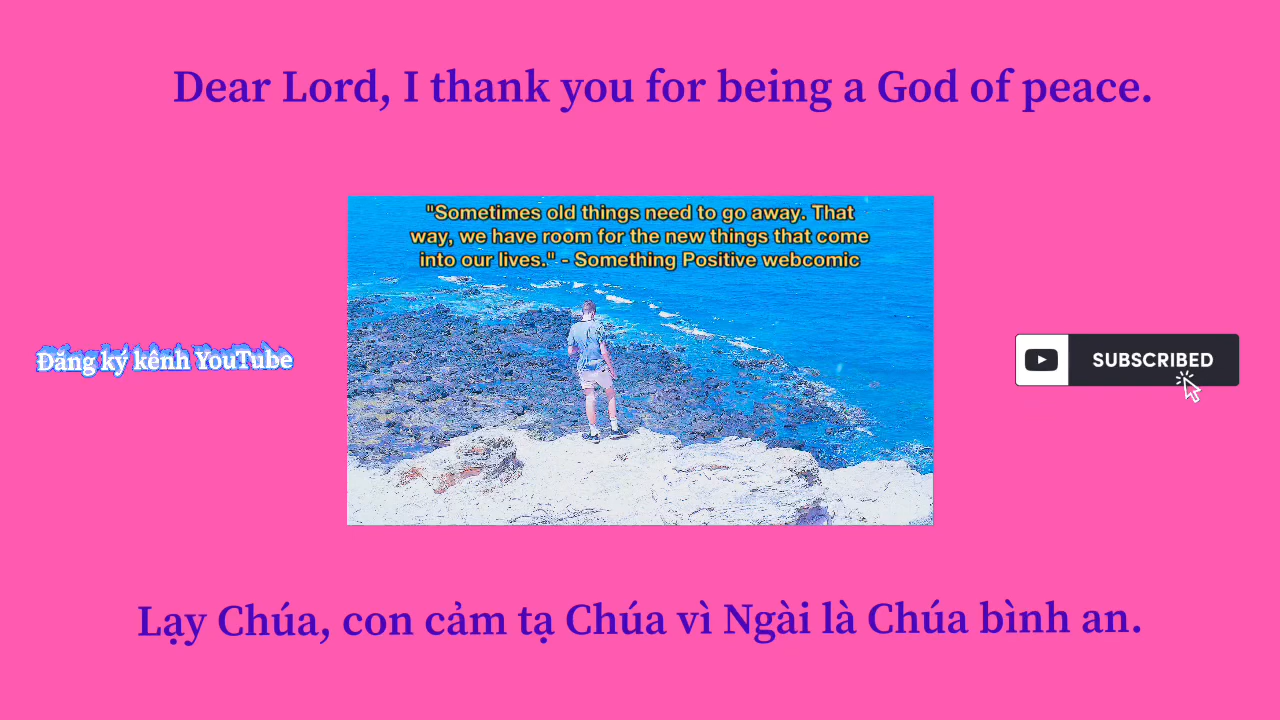 Dear Lord, I thank you for being a God of peace.
"Sometimes old things need to go away. That
way, we have room for the new things that come
into our lives." - Something Positive webcomic
Đăng ký kênh YouTube
SUBSCRIBED
Lạy Chúa, con cảm tạ Chúa vì Ngài là Chúa bình an.